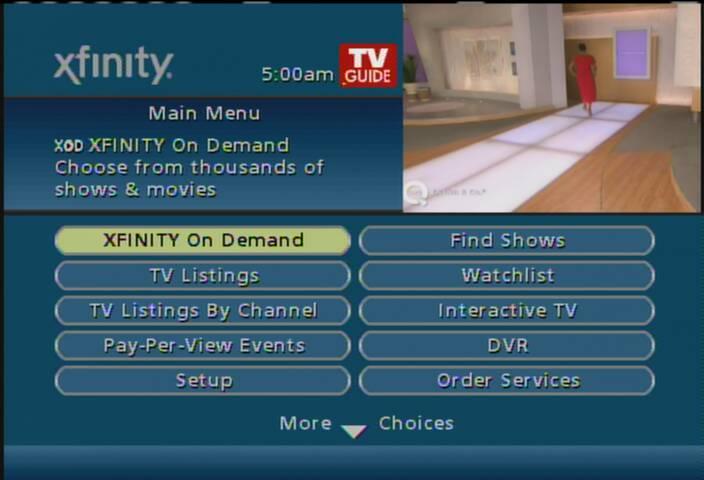 xfinity
5:00am
TV
GUIDE
Main Menu
XOD XFINITY On Demand
Choose from thousands of
shows & movies
XFINITY On Demand
Find Shows
TV Listings
Watchlist
TV Listings By Channel
Interactive TV
Pay-Per-View Events
DVR
Setup
Order Services
More
Choices